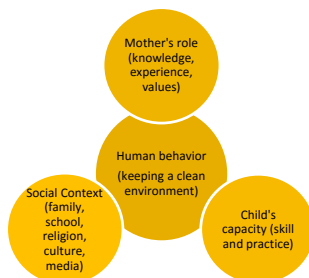 Mother's role
(knowledge,
experience,
values)
Human behavior
(keeping a clean
environment)
Social Context
(family,
school,
religion,
culture,
media)
Child's
capacity (skill
and practice)